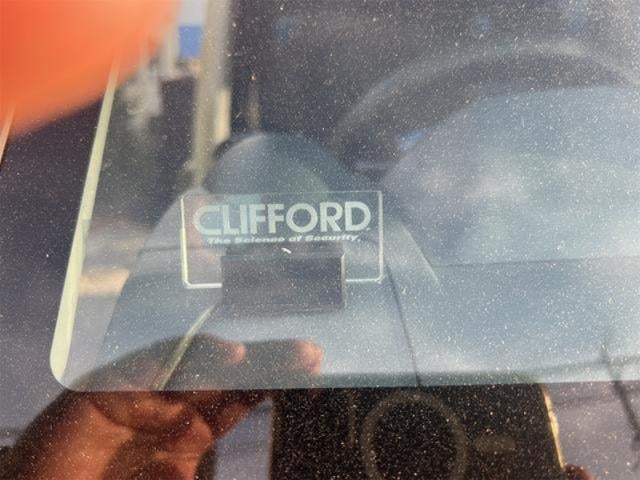 CLIFFORD
The Science of Security.